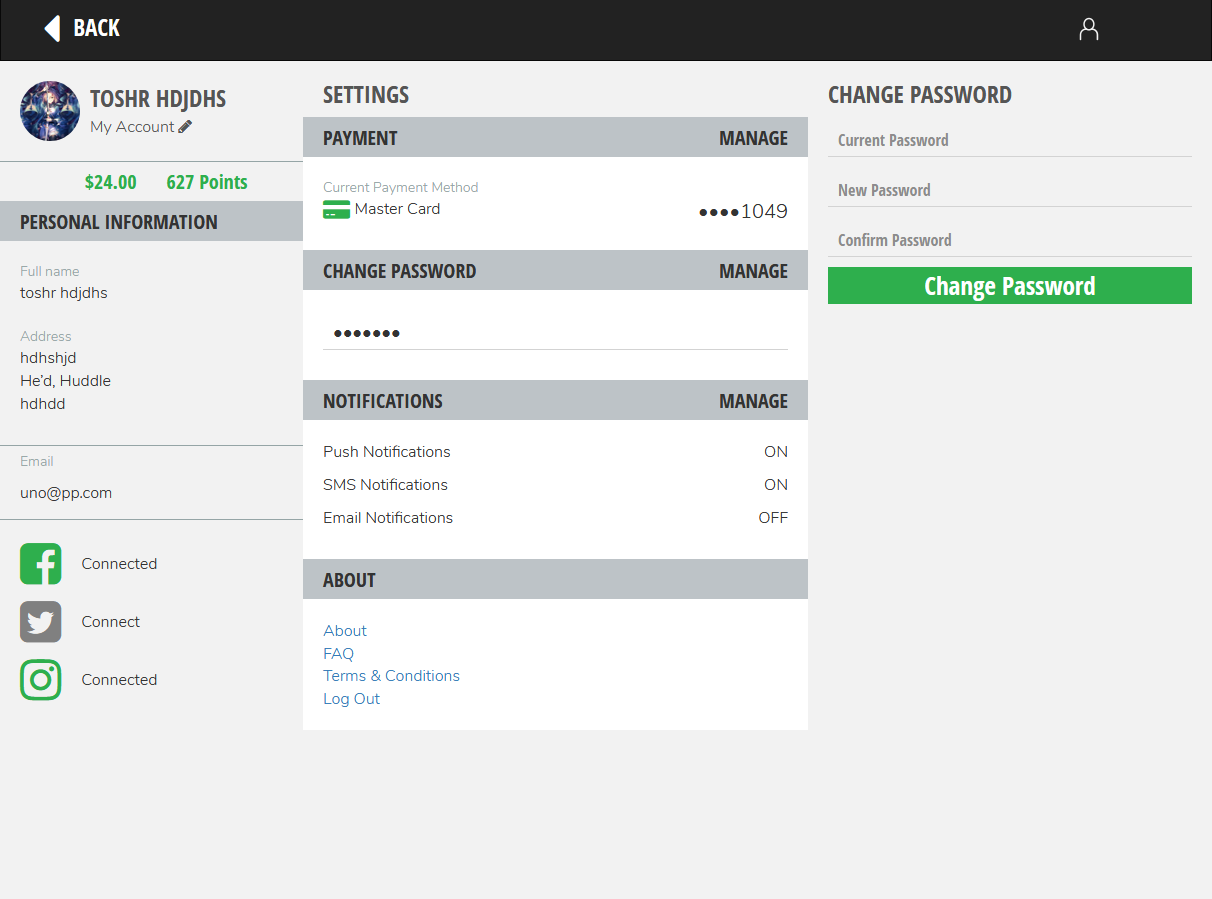 BACK
TOSHR HDJDHS
My Account
$24.00 627 Points
PERSONAL INFORMATION
Full name
toshr hdjdhs
Address
hdhshjd
He’d, Huddle
hdhdd
Email
uno@pp.com
Connected
Connect
Connected
SETTINGS
PAYMENT MANAGE
Current Payment Method
Master Card ••••1049
CHANGE PASSWORD MANAGE
•••••••
NOTIFICATIONS MANAGE
Push Notifications ON
SMS Notifications ON
Email Notifications OFF
ABOUT
About
FAQ
Terms & Conditions
Log Out
CHANGE PASSWORD
Current Password
New Password
Confirm Password
Change Password